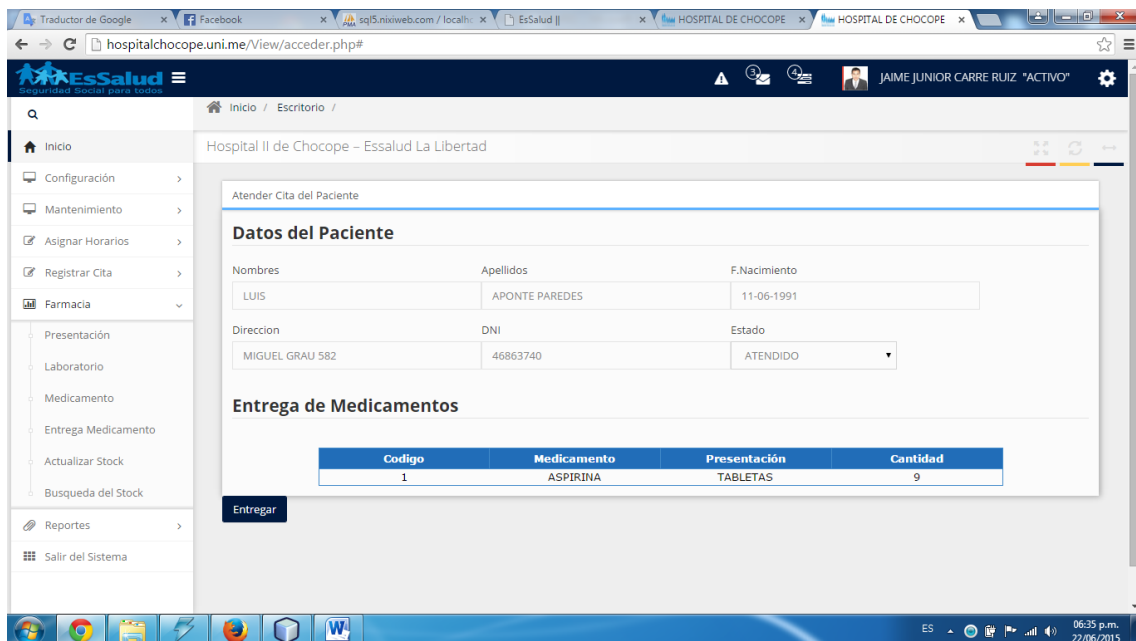 Traductor de Google
Facebook
sql5.nixiweb.com / localho
EsSalud ||
HOSPITAL DE CHOCOPE
HOSPITAL DE CHOCOPE
hospitalchocope.uni.me/View/acceder.php#
EsSalud
Seguridad Social para todos
3
4
JAIME JUNIOR CARRE RUIZ "ACTIVO"
Inicio / Escritorio /
Inicio
Hospital II de Chocope – Essalud La Libertad
Configuración
Mantenimiento
Asignar Horarios
Registrar Cita
Farmacia
Presentación
Laboratorio
Medicamento
Entrega Medicamento
Actualizar Stock
Busqueda del Stock
Reportes
Salir del Sistema
Atender Cita del Paciente
Datos del Paciente
Nombres Apellidos F.Nacimiento
LUIS APONTE PAREDES 11-06-1991
Direccion DNI Estado
MIGUEL GRAU 582 46863740 ATENDIDO
Entrega de Medicamentos
Codigo Medicamento Presentación Cantidad
1 ASPIRINA TABLETAS 9
Entregar
ES
06:35 p.m.
22/06/2015